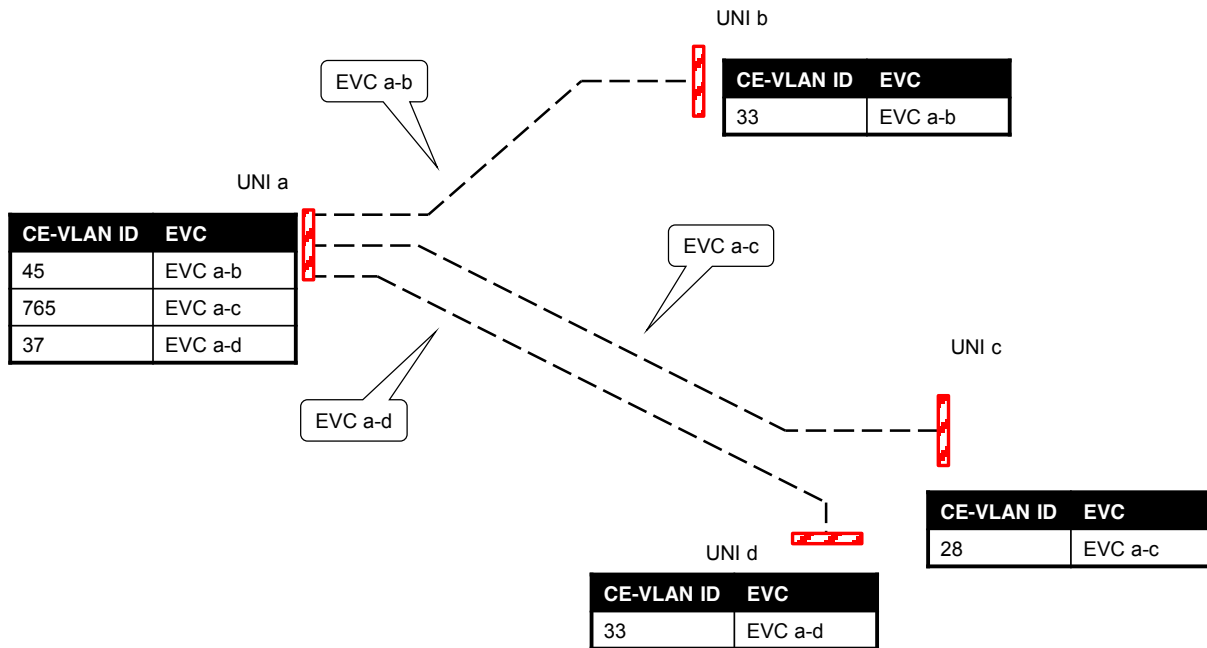 UNI b
EVC a-b
CE-VLAN ID EVC
33 EVC a-b
UNI a
CE-VLAN ID EVC
45 EVC a-b
765 EVC a-c
37 EVC a-d
EVC a-c
UNI c
EVC a-d
CE-VLAN ID EVC
28 EVC a-c
UNI d
CE-VLAN ID EVC
33 EVC a-d